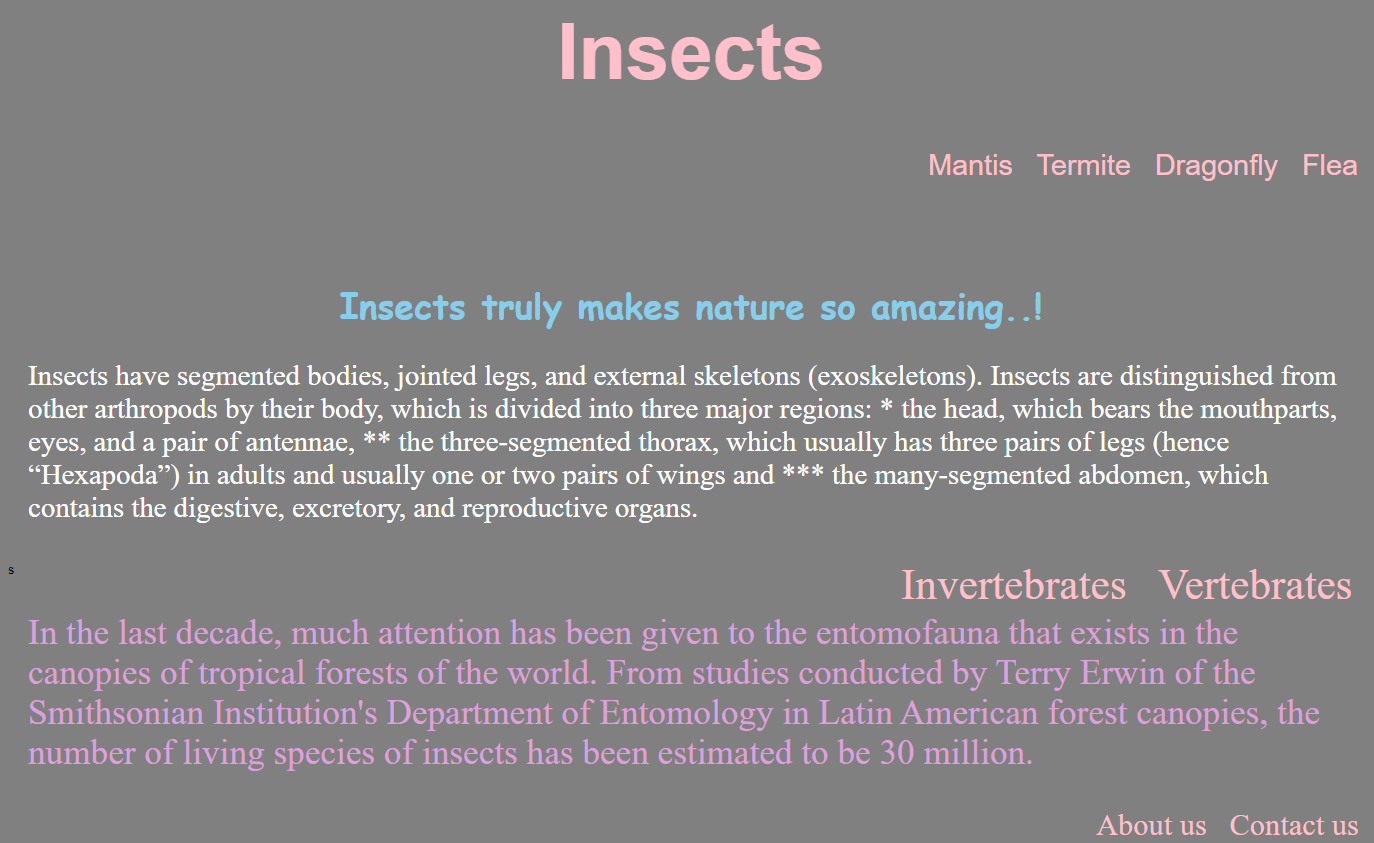 Insects
Mantis Termite Dragonfly Flea
Insects truly makes nature so amazing..!
Insects have segmented bodies, jointed legs, and external skeletons (exoskeletons). Insects are distinguished from
other arthropods by their body, which is divided into three major regions: * the head, which bears the mouthparts,
eyes, and a pair of antennae, ** the three-segmented thorax, which usually has three pairs of legs (hence
“Hexapoda”) in adults and usually one or two pairs of wings and *** the many-segmented abdomen, which
contains the digestive, excretory, and reproductive organs.
s
Invertebrates Vertebrates
In the last decade, much attention has been given to the entomofauna that exists in the
canopies of tropical forests of the world. From studies conducted by Terry Erwin of the
Smithsonian Institution's Department of Entomology in Latin American forest canopies, the
number of living species of insects has been estimated to be 30 million.
About us Contact us